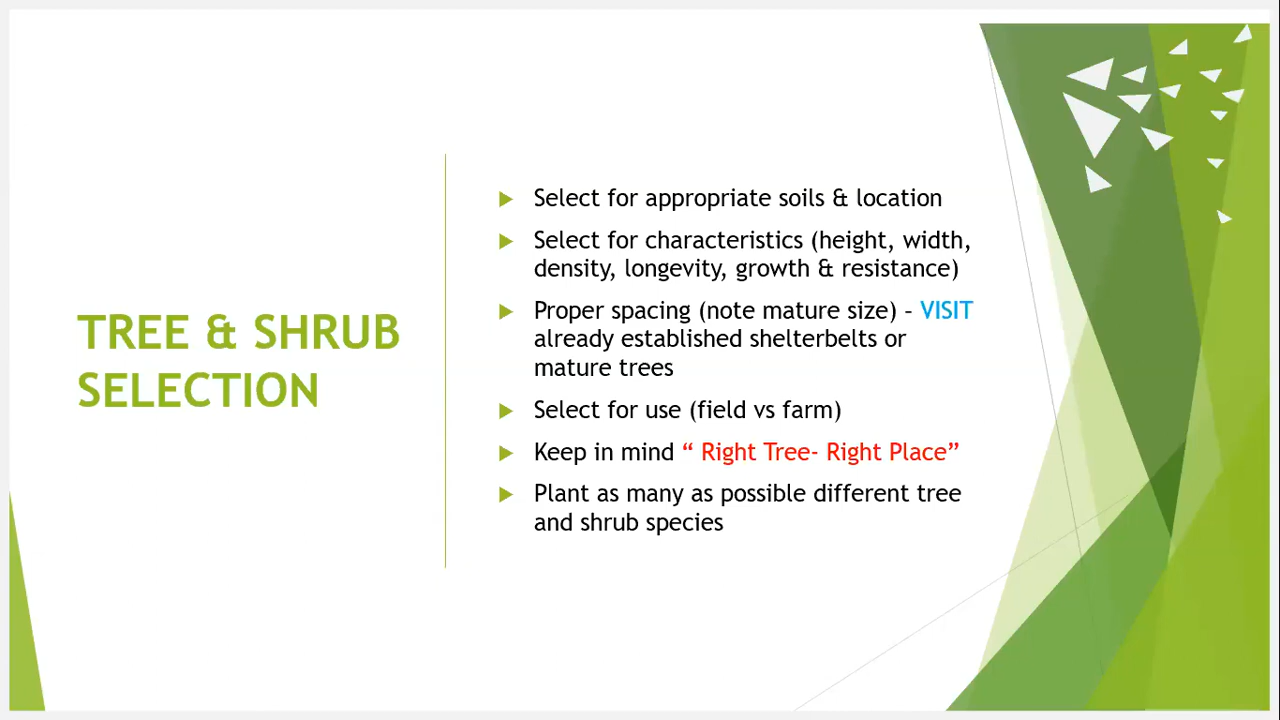 TREE & SHRUB
SELECTION
Select for appropriate soils & location
Select for characteristics (height, width,
density, longevity, growth & resistance)
Proper spacing (note mature size) – VISIT
already established shelterbelts or
mature trees
Select for use (field vs farm)
Keep in mind “ Right Tree- Right Place”
Plant as many as possible different tree
and shrub species